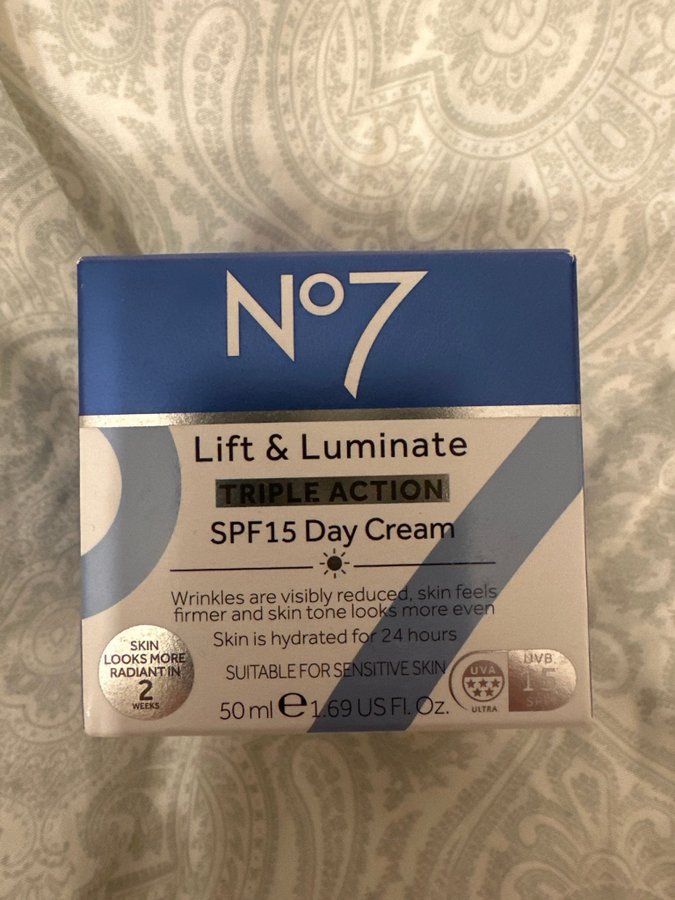 No7
Lift & Luminate
TRIPLE ACTION
SPF15 Day Cream
Wrinkles are visibly reduced, skin feels
firmer and skin tone looks more even
Skin is hydrated for 24 hours
SUITABLE FOR SENSITIVE SKIN
50 ml e 1.69 US Fl. Oz.
SKIN
LOOKS MORE
RADIANT IN
2
WEEKS
UVA
ULTRA
UVB
15
SPF